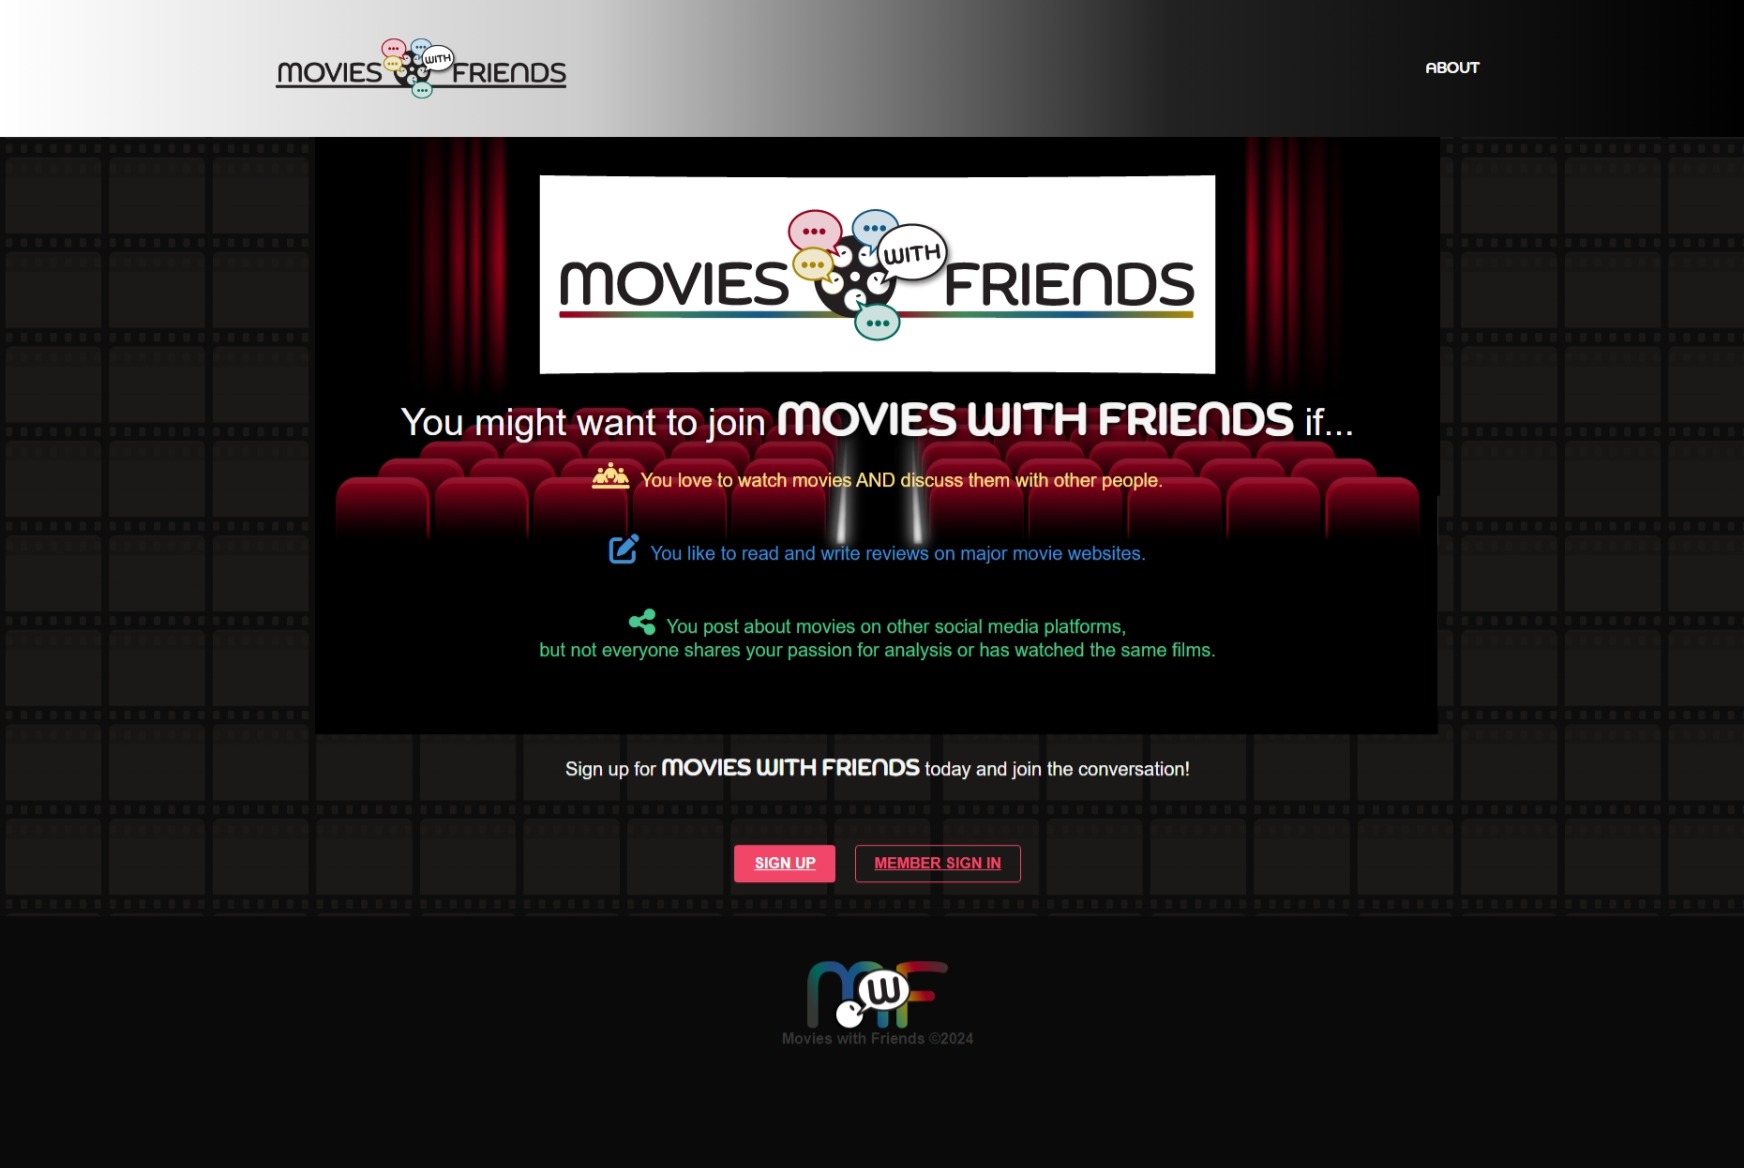 MOVIES WITH FRIENDS
ABOUT
MOVIES WITH FRIENDS
You might want to join MOVIES WITH FRIENDS if...
You love to watch movies AND discuss them with other people.
You like to read and write reviews on major movie websites.
You post about movies on other social media platforms,
but not everyone shares your passion for analysis or has watched the same films.
Sign up for MOVIES WITH FRIENDS today and join the conversation!
SIGN UP
MEMBER SIGN IN
MWF
Movies with Friends ©2024